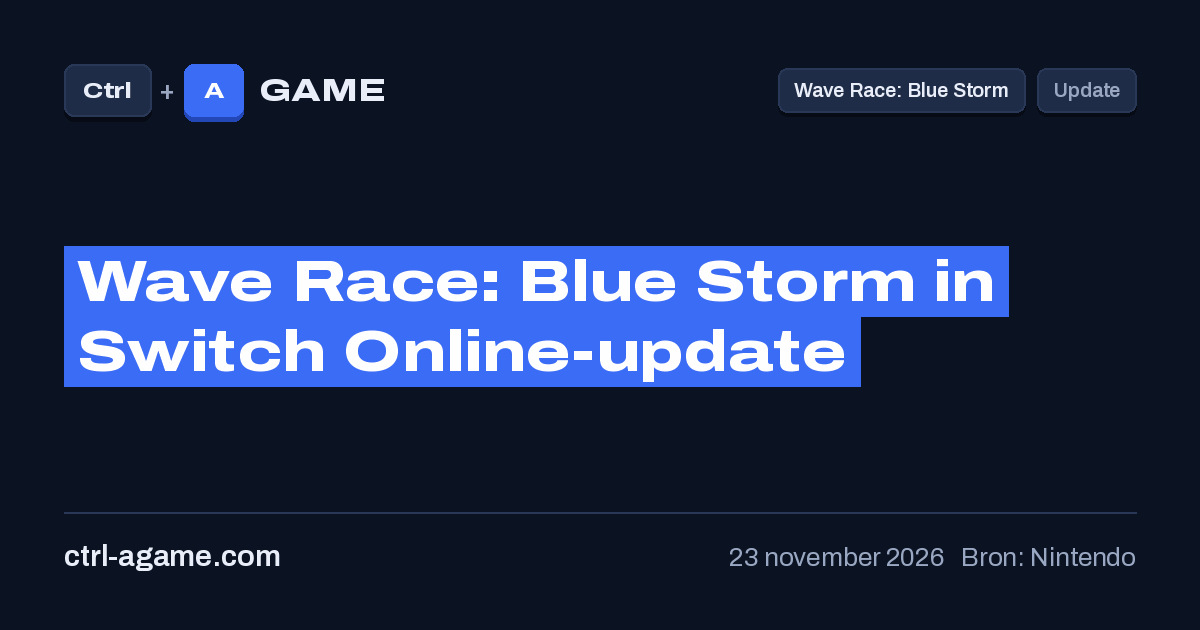 Ctrl + A GAME
Wave Race: Blue Storm Update
Wave Race: Blue Storm in
Switch Online-update
ctrl-agame.com
23 november 2026 Bron: Nintendo